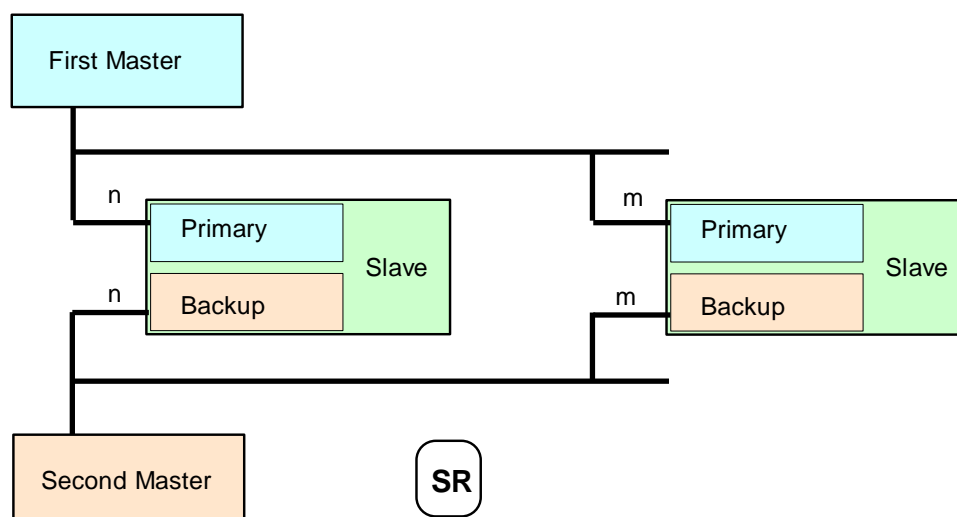 First Master
n
m
Primary
Primary
Slave
Slave
n
m
Backup
Backup
Second Master
SR